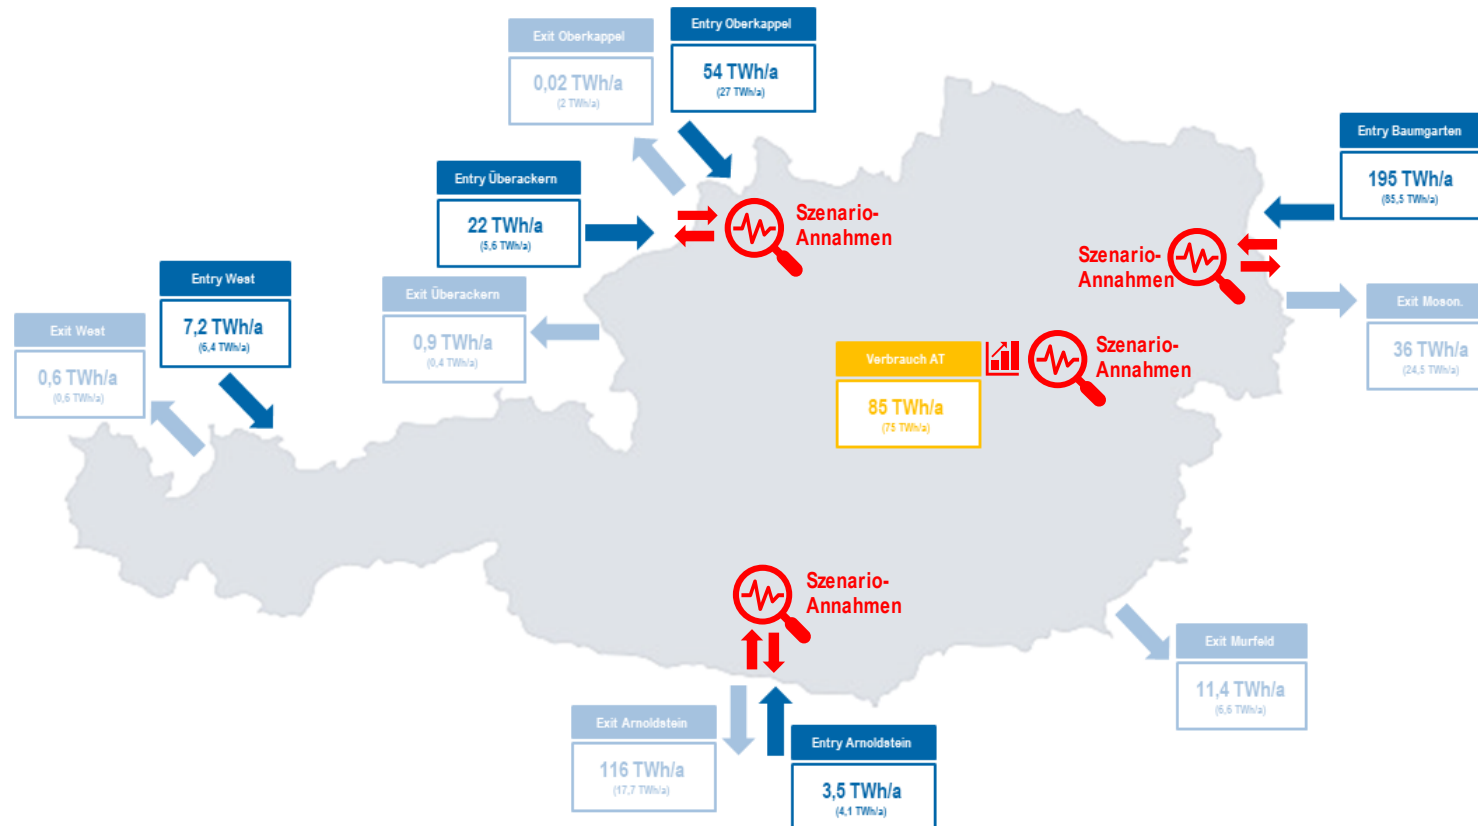 Exit Oberkappel
0,02 TWh/a
(2 TWh/a)
Entry Oberkappel
54 TWh/a
(27 TWh/a)
Entry Baumgarten
195 TWh/a
(85,5 TWh/a)
Entry Überackern
22 TWh/a
(5,6 TWh/a)
Szenario-
Annahmen
Szenario-
Annahmen
Entry West
7,2 TWh/a
(6,4 TWh/a)
Exit Überackern
0,9 TWh/a
(0,4 TWh/a)
Exit West
0,6 TWh/a
(0,6 TWh/a)
Exit Moson.
36 TWh/a
(24,5 TWh/a)
Verbrauch AT
85 TWh/a
(75 TWh/a)
Szenario-
Annahmen
Szenario-
Annahmen
Exit Murfeld
11,4 TWh/a
(6,6 TWh/a)
Exit Arnoldstein
116 TWh/a
(17,7 TWh/a)
Entry Arnoldstein
3,5 TWh/a
(4,1 TWh/a)